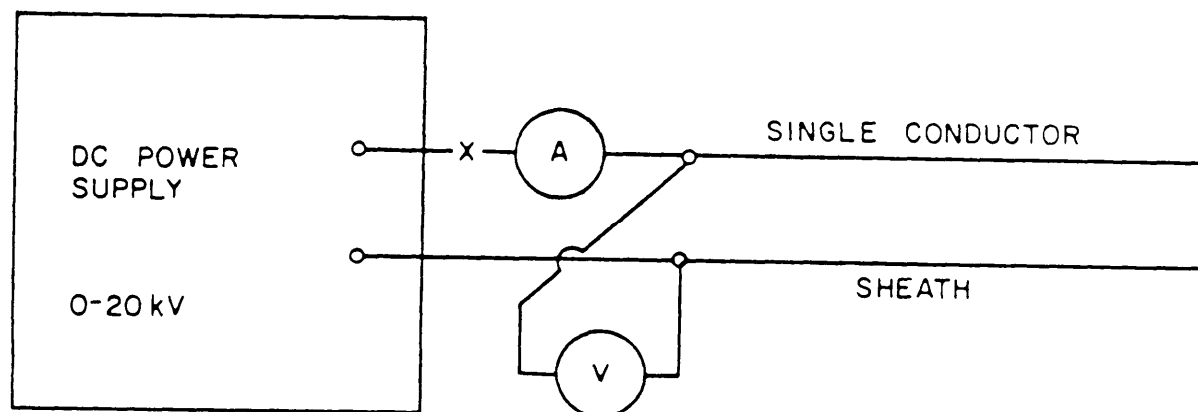 DC POWER
SUPPLY
0-20 kV
X
A
SINGLE CONDUCTOR
SHEATH
V